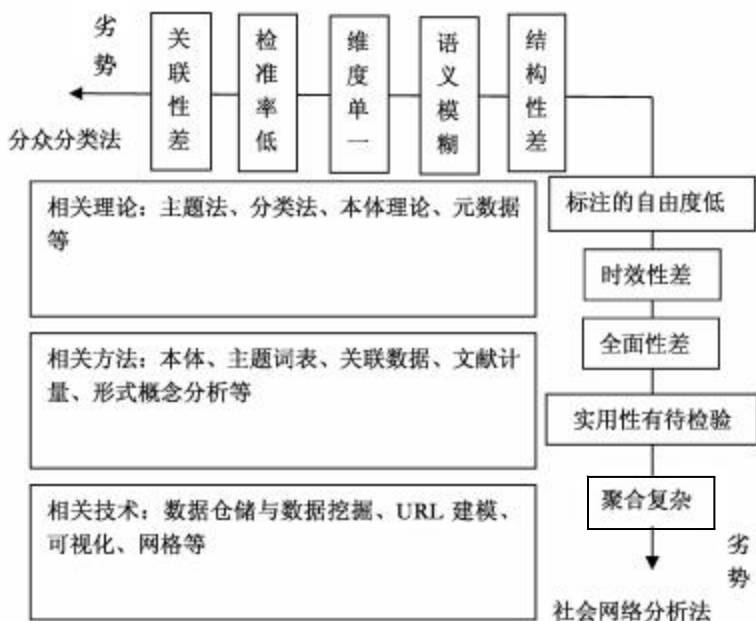 劣势
关联性差
检准率低
维度单一
语义模糊
结构性差
分众分类法
相关理论：主题法、分类法、本体理论、元数据
等
标注的自由度低
时效性差
相关方法：本体、主题词表、关联数据、文献计
量、形式概念分析等
全面性差
实用性有待检验
相关技术：数据仓储与数据挖掘、URL 建模、
可视化、网格等
聚合复杂
劣势
社会网络分析法